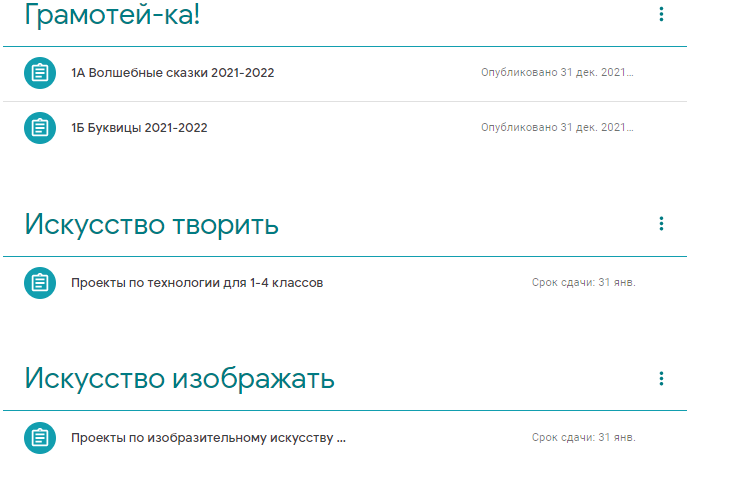 Грамотей-ка!
1А Волшебные сказки 2021-2022
Опубликовано 31 дек. 2021...
1Б Буквицы 2021-2022
Опубликовано 31 дек. 2021...
Искусство творить
Проекты по технологии для 1-4 классов
Срок сдачи: 31 янв.
Искусство изображать
Проекты по изобразительному искусству ...
Срок сдачи: 31 янв.